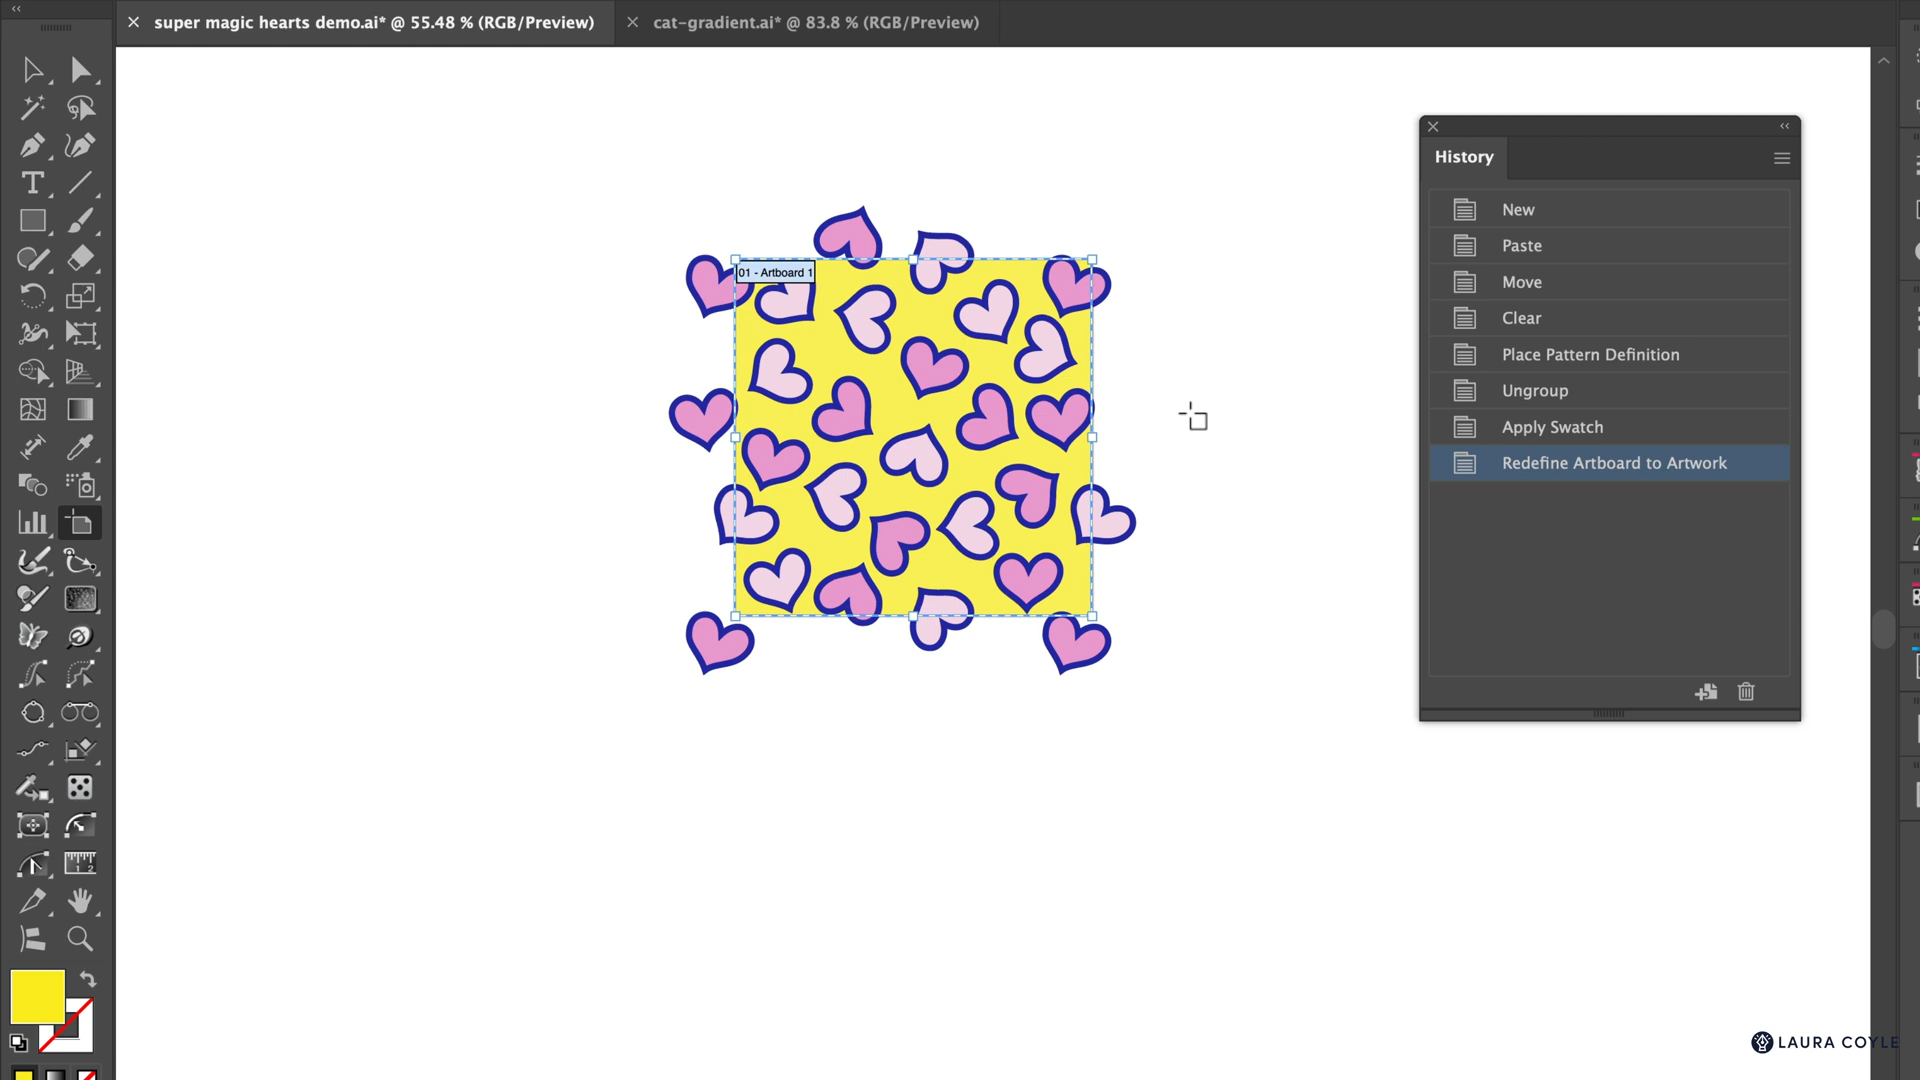 super magic hearts demo.ai* @ 55.48 % (RGB/Preview)
cat-gradient.ai* @ 83.8 % (RGB/Preview)
01 - Artboard 1
History
New
Paste
Move
Clear
Place Pattern Definition
Ungroup
Apply Swatch
Redefine Artboard to Artwork
LAURA COYLE